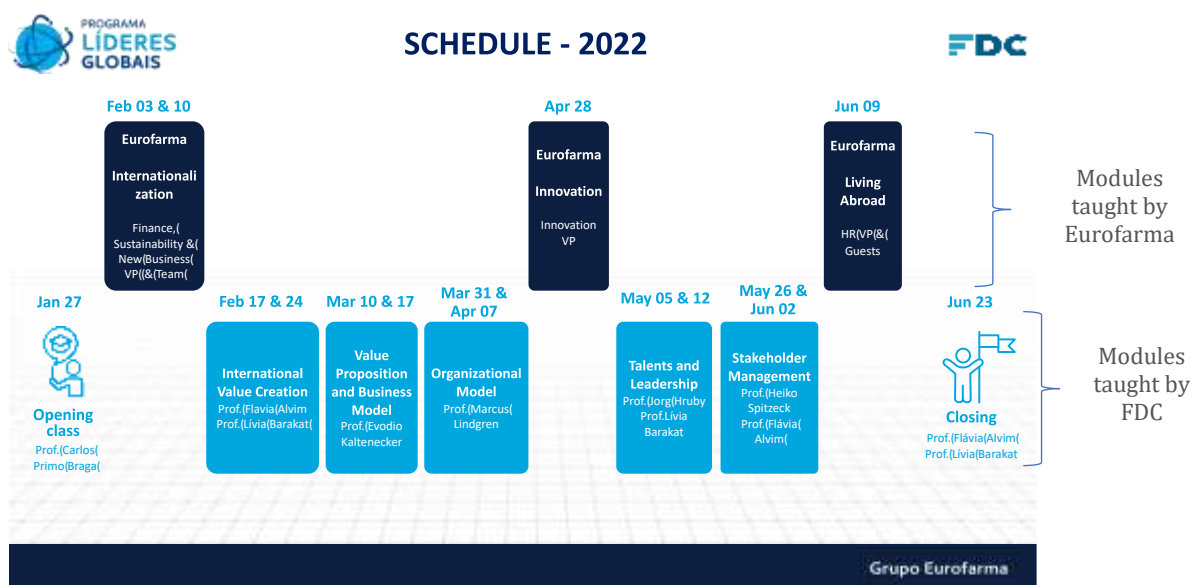 PROGRAMA
LÍDERES
GLOBAIS
SCHEDULE - 2022
FDC
Feb 03 & 10
Eurofarma
Internationali
zation
Finance,(
Sustainability &(
New(Business(
VP((&(Team(
Apr 28
Eurofarma
Innovation
Innovation
VP
Jun 09
Eurofarma
Living
Abroad
HR(VP(&(
Guests
Modules
taught by
Eurofarma
Jan 27
Opening
class
Prof.(Carlos(
Primo(Braga(
Feb 17 & 24
International
Value Creation
Prof.(Flavia(Alvim
Prof.(Lívia(Barakat(
Mar 10 & 17
Value
Proposition
and Business
Model
Prof.(Evodio
Kaltenecker
Mar 31 &
Apr 07
Organizational
Model
Prof.(Marcus(
Lindgren
May 05 & 12
Talents and
Leadership
Prof.(Jorg(Hruby
Prof.Lívia
Barakat
May 26 &
Jun 02
Stakeholder
Management
Prof.(Heiko
Spitzeck
Prof.(Flávia(
Alvim(
Jun 23
Closing
Prof.(Flávia(Alvim(
Prof.(Lívia(Barakat
Modules
taught by
FDC
Grupo Eurofarma